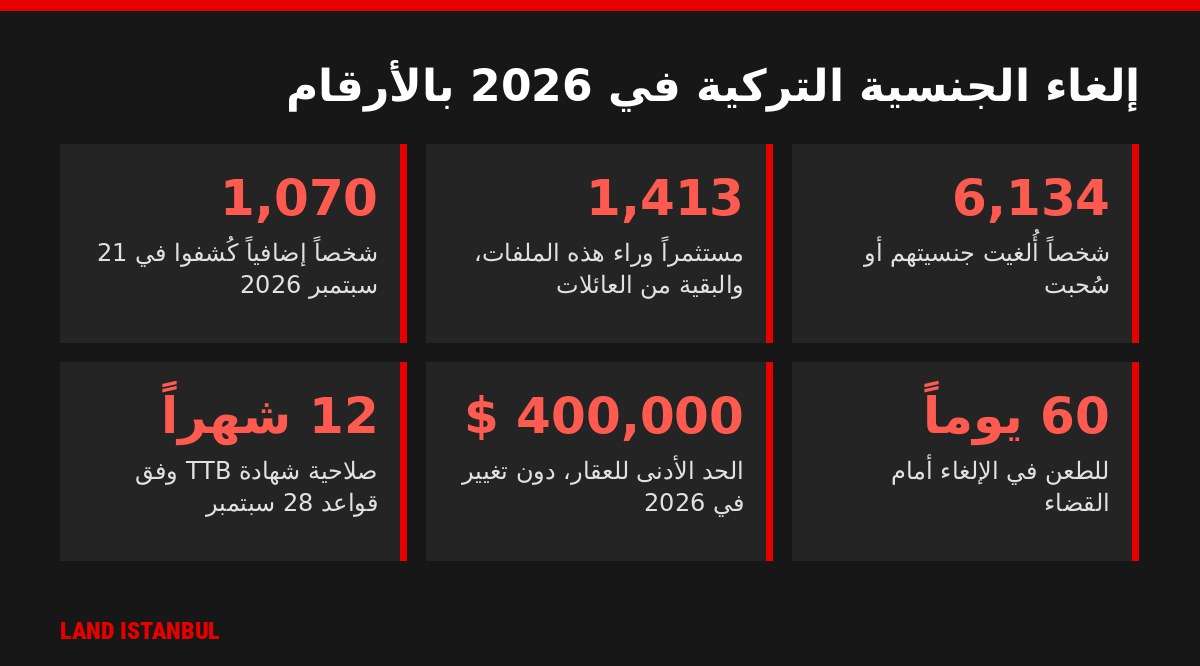 إلغاء الجنسية التركية في 2026 بالأرقام
6,134
شخصاً أُلغيت جنسيتهم أو
سُحبت
1,413
مستثمراً وراء هذه الملفات،
والبقية من العائلات
1,070
شخصاً إضافياً كُشفوا في 21
سبتمبر 2026
60 يوماً
للطعن في الإلغاء أمام
القضاء
400,000 $
الحد الأدنى للعقار، دون تغيير
في 2026
12 شهراً
صلاحية شهادة TTB وفق
قواعد 28 سبتمبر
LAND ISTANBUL